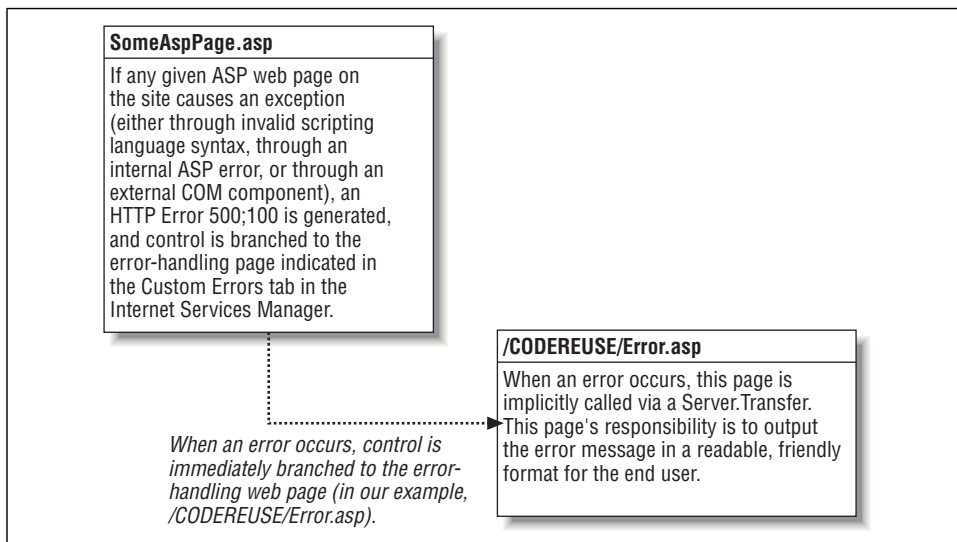 SomeAspPage.asp
If any given ASP web page on
the site causes an exception
(either through invalid scripting
language syntax, through an
internal ASP error, or through an
external COM component), an
HTTP Error 500;100 is generated,
and control is branched to the
error-handling page indicated in
the Custom Errors tab in the
Internet Services Manager.
/CODEREUSE/Error.asp
When an error occurs, this page is
implicitly called via a Server.Transfer.
This page's responsibility is to output
the error message in a readable, friendly
format for the end user.
When an error occurs, control is
immediately branched to the error-
handling web page (in our example,
/CODEREUSE/Error.asp).